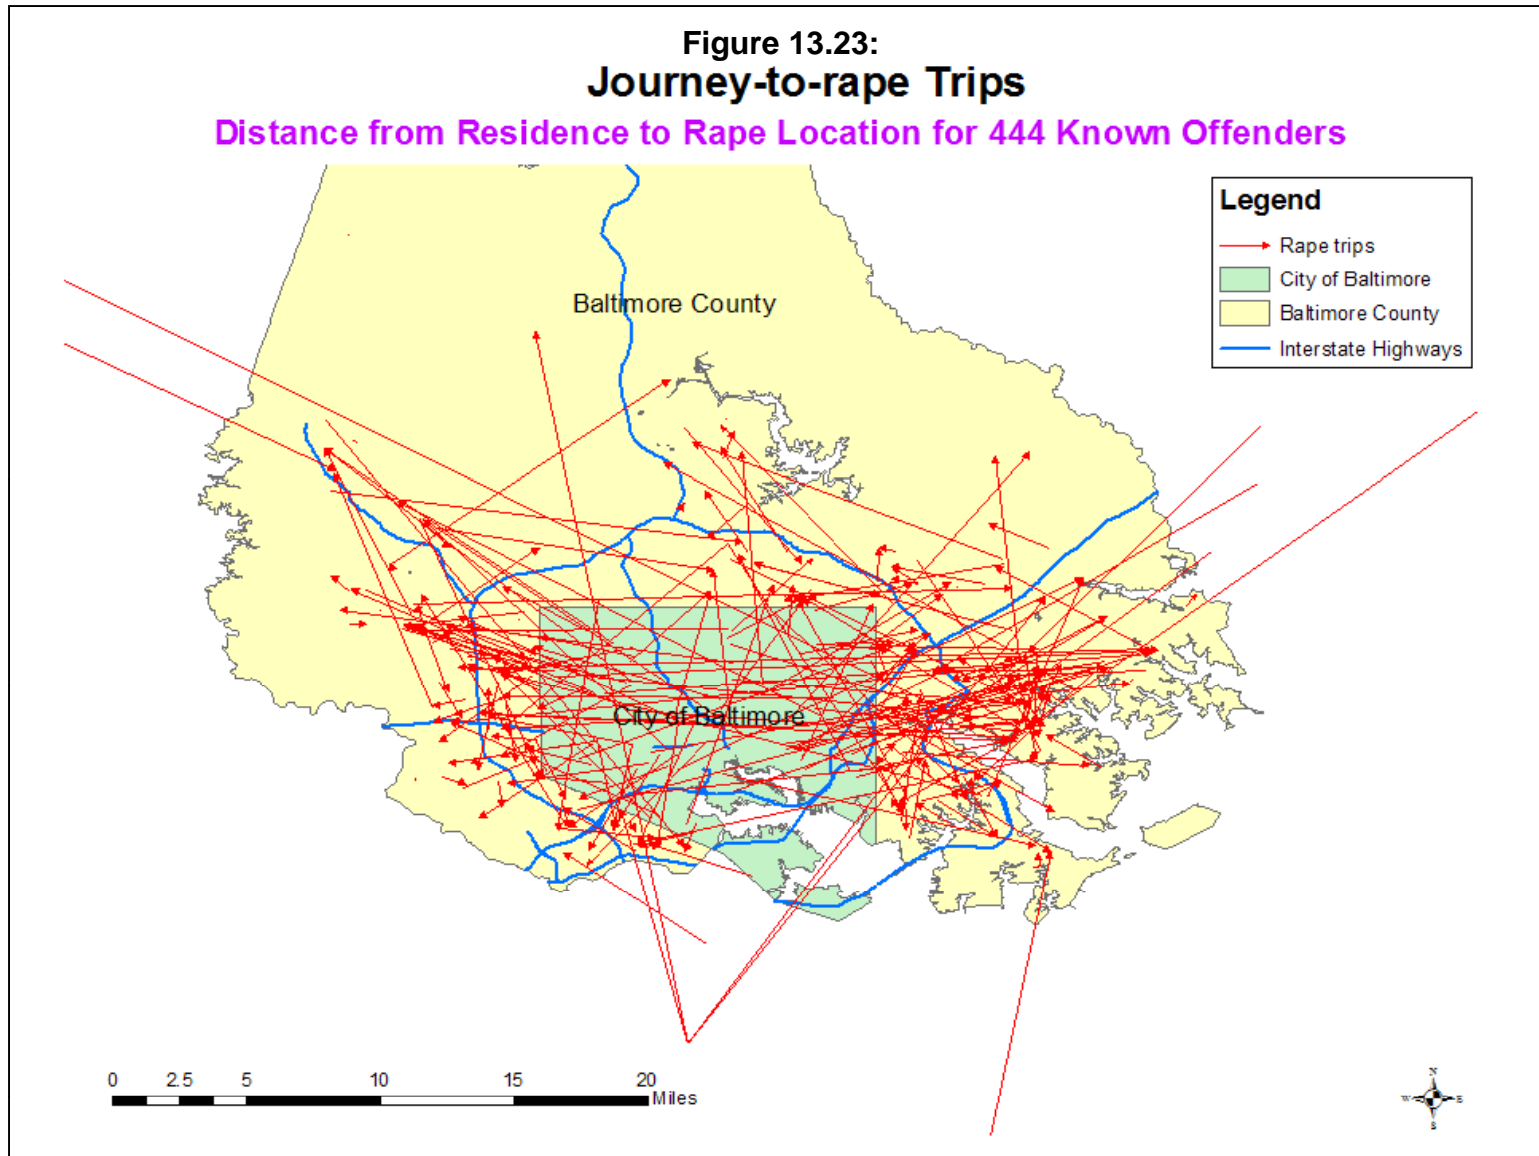 Figure 13.23:
Journey-to-rape Trips
Distance from Residence to Rape Location for 444 Known Offenders
Legend
Rape trips
City of Baltimore
Baltimore County
Interstate Highways
Baltimore County
City of Baltimore
0 2.5 5 10 15 20
Miles
N
W E
S